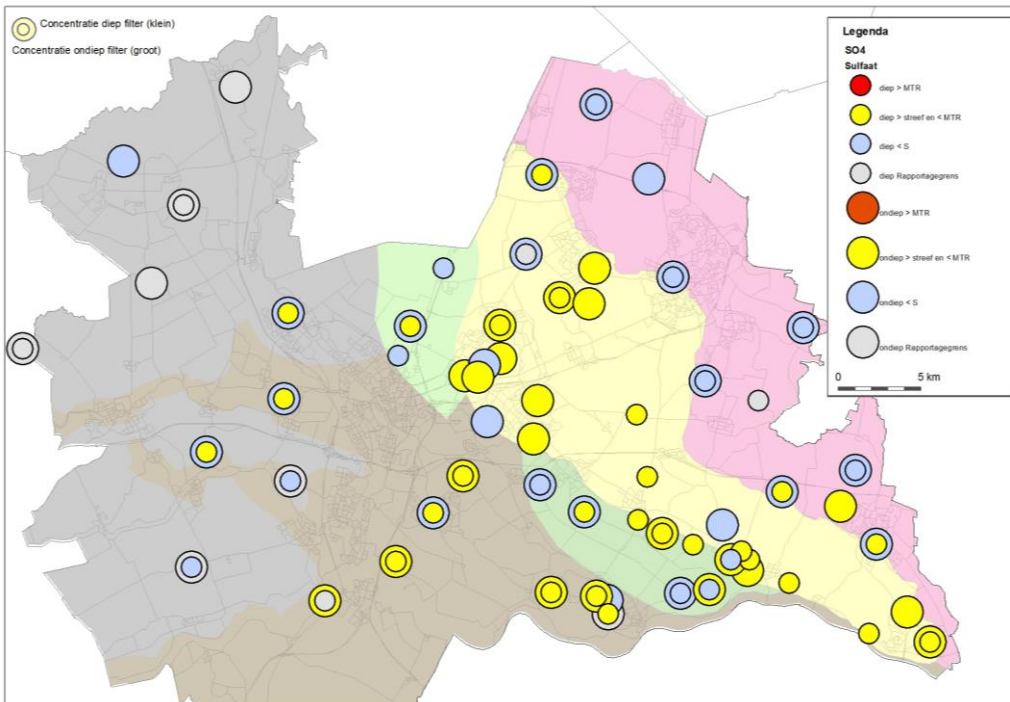 Concentratie diep filter (klein)
Concentratie ondiep filter (groot)
Legenda
SO4
Sulfaat
diep > MTR
diep > streef en < MTR
diep < S
diep Rapportagegrens
ondiep > MTR
ondiep > streef en < MTR
ondiep < S
ondiep Rapportagegrens
0 5 km